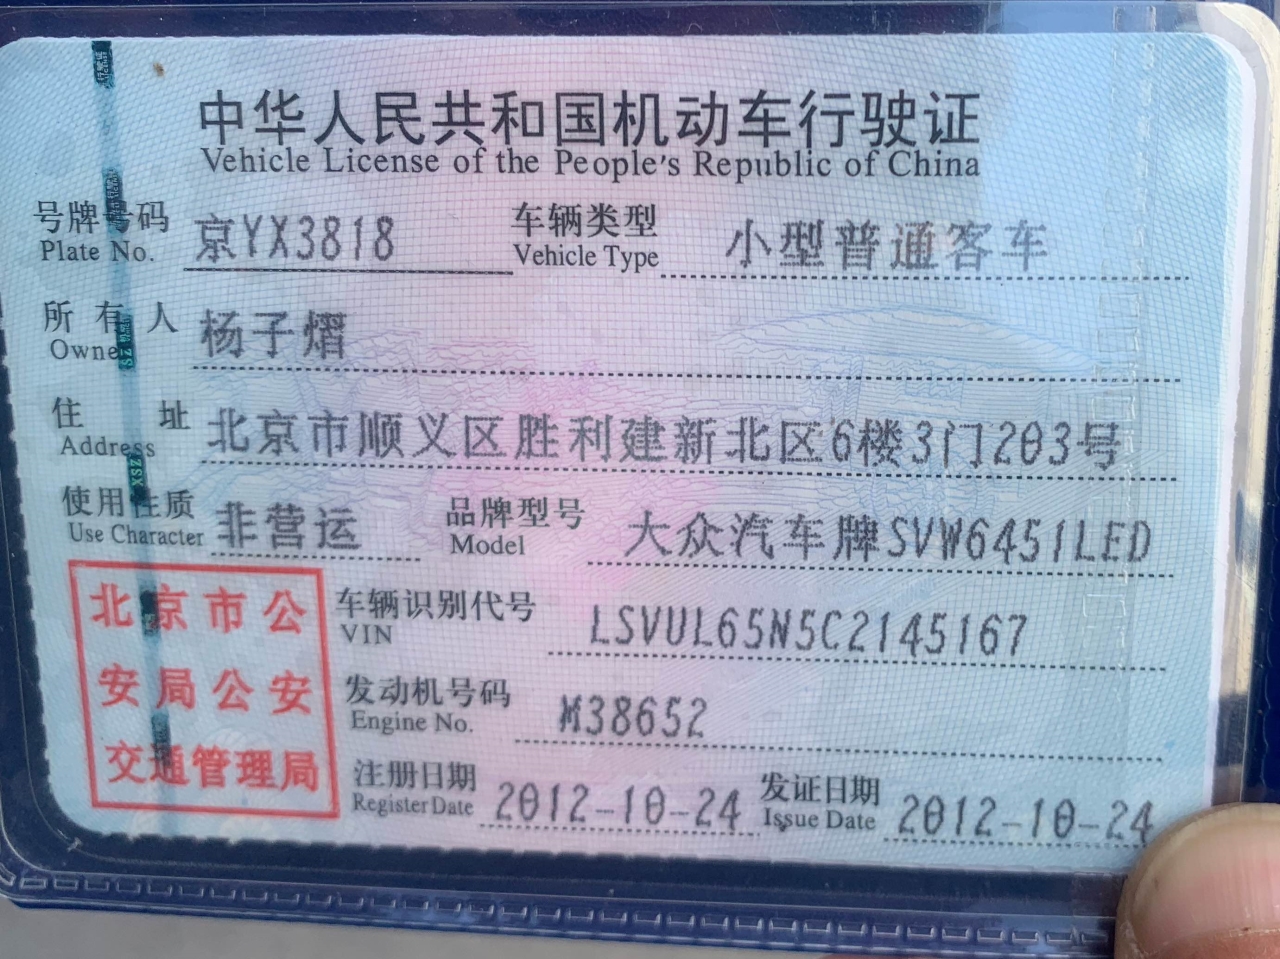 中华人民共和国机动车行驶证
Vehicle License of the People's Republic of China
号牌号码 京YX3818 车辆类型 小型普通客车
Plate No. Vehicle Type
所有人 杨子熠
Owner
住址 北京市顺义区胜利建新北区6楼3门203号
Address
使用性质 非营运 品牌型号 大众汽车牌SVW6451LED
Use Character Model
北京市公
安局公安
交通管理局
车辆识别代号 LSVUL65N5C2145167
VIN
发动机号码 M38652
Engine No.
注册日期 2012-10-24 发证日期 2012-10-24
Register Date Issue Date